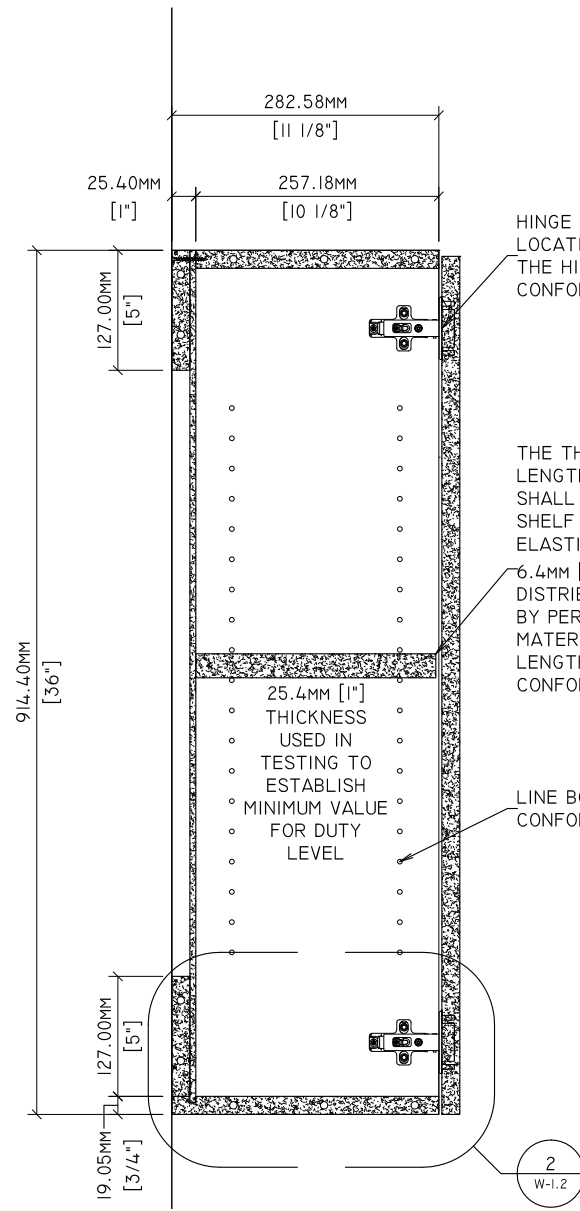 282.58MM
[11 1/8"]
25.40MM
[1"]
257.18MM
[10 1/8"]
HINGE
LOCATI
THE HI
CONFOR
127.00MM
[5"]
THE TH
LENGTH
SHALL
SHELF
ELASTI
6.4MM [
DISTRIB
BY PER
MATER
LENGTH
CONFOR
914.40MM
[36"]
25.4MM [1"]
THICKNESS
USED IN
TESTING TO
ESTABLISH
MINIMUM VALUE
FOR DUTY
LEVEL
LINE BO
CONFOR
127.00MM
[5"]
19.05MM
[3/4"]
2
W-1.2